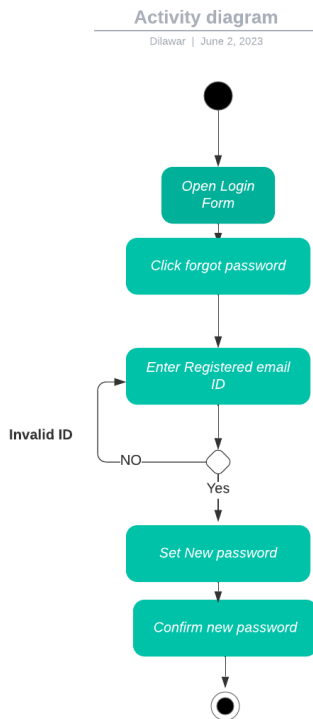 Activity diagram
Dilawar | June 2, 2023
Open Login
Form
Click forgot password
Enter Registered email
ID
Invalid ID
NO
Yes
Set New password
Confirm new password